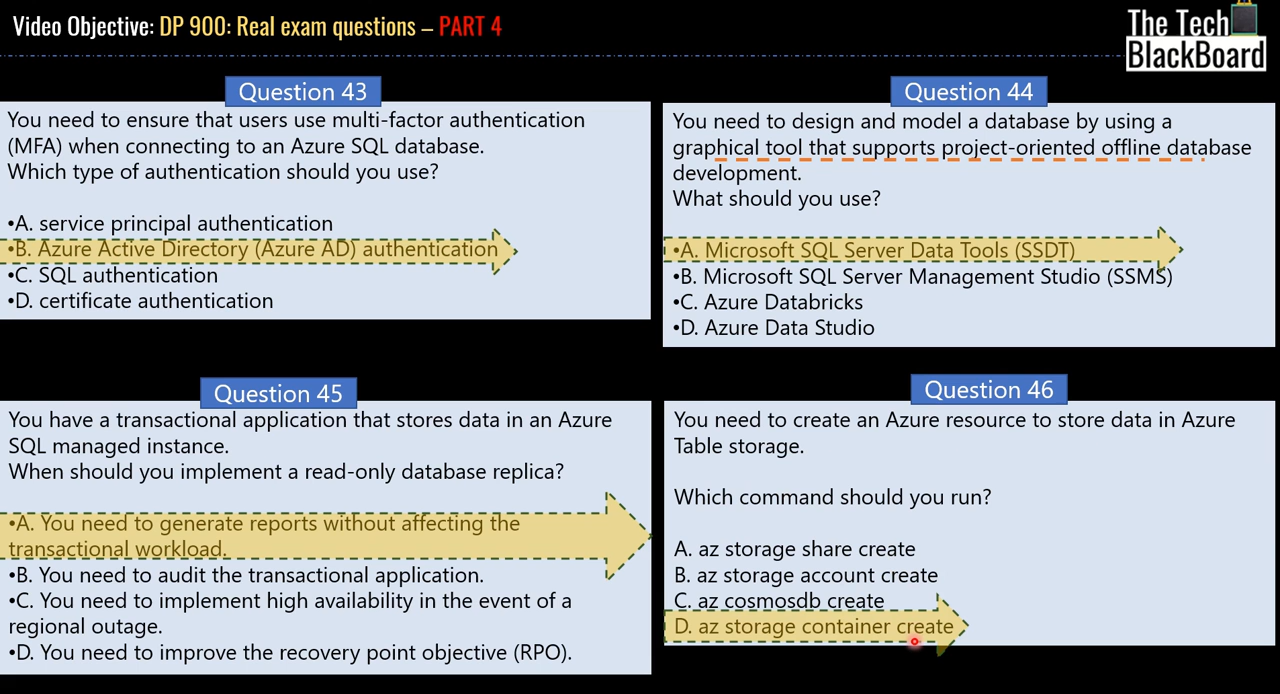 Video Objective: DP 900: Real exam questions – PART 4
The Tech
BlackBoard
Question 43
You need to ensure that users use multi-factor authentication
(MFA) when connecting to an Azure SQL database.
Which type of authentication should you use?
•A. service principal authentication
•B. Azure Active Directory (Azure AD) authentication
•C. SQL authentication
•D. certificate authentication
Question 44
You need to design and model a database by using a
graphical tool that supports project-oriented offline database
development.
What should you use?
•A. Microsoft SQL Server Data Tools (SSDT)
•B. Microsoft SQL Server Management Studio (SSMS)
•C. Azure Databricks
•D. Azure Data Studio
Question 45
You have a transactional application that stores data in an Azure
SQL managed instance.
When should you implement a read-only database replica?
•A. You need to generate reports without affecting the
transactional workload.
•B. You need to audit the transactional application.
•C. You need to implement high availability in the event of a
regional outage.
•D. You need to improve the recovery point objective (RPO).
Question 46
You need to create an Azure resource to store data in Azure
Table storage.
Which command should you run?
A. az storage share create
B. az storage account create
C. az cosmosdb create
D. az storage container create